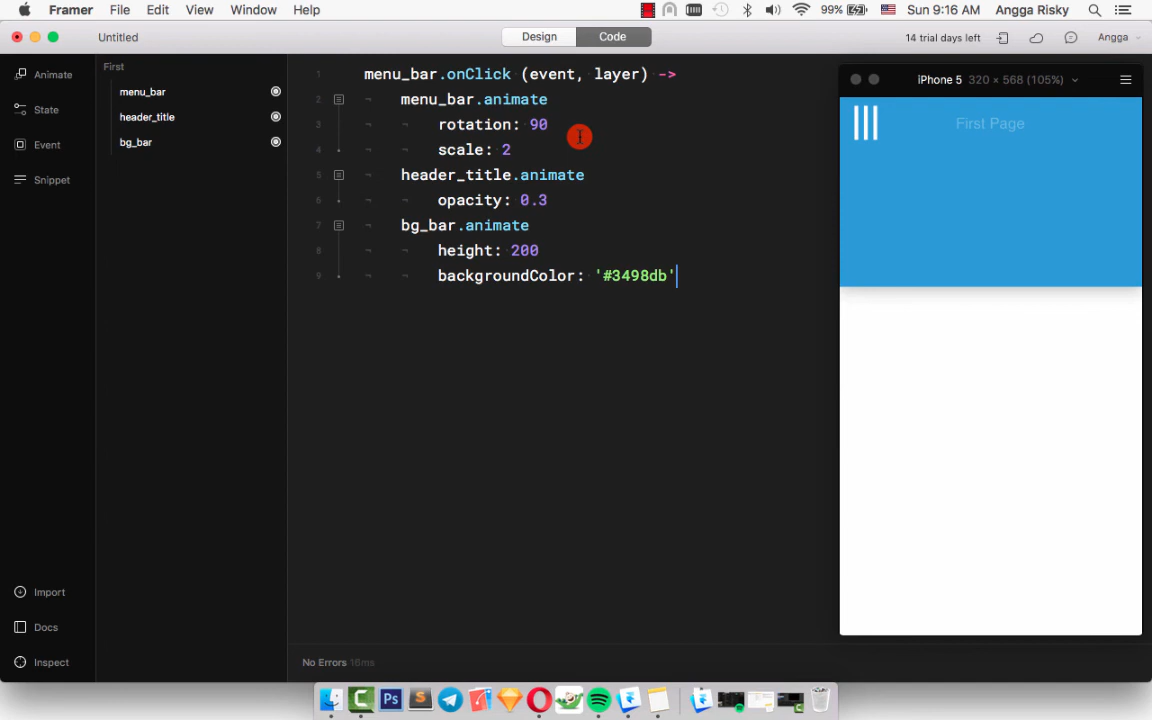 Framer File Edit View Window Help 99% Sun 9:16 AM Angga Risky
Untitled Design Code 14 trial days left Angga
Animate
State
Event
Snippet
First
menu_bar
header_title
bg_bar
1 menu_bar.onClick (event, layer) ->
2 menu_bar.animate
3 rotation: 90
4 scale: 2
5 header_title.animate
6 opacity: 0.3
7 bg_bar.animate
8 height: 200
9 backgroundColor: '#3498db'
iPhone 5 320 × 568 (105%)
First Page
Import
Docs
Inspect
No Errors 16ms
Ps
S